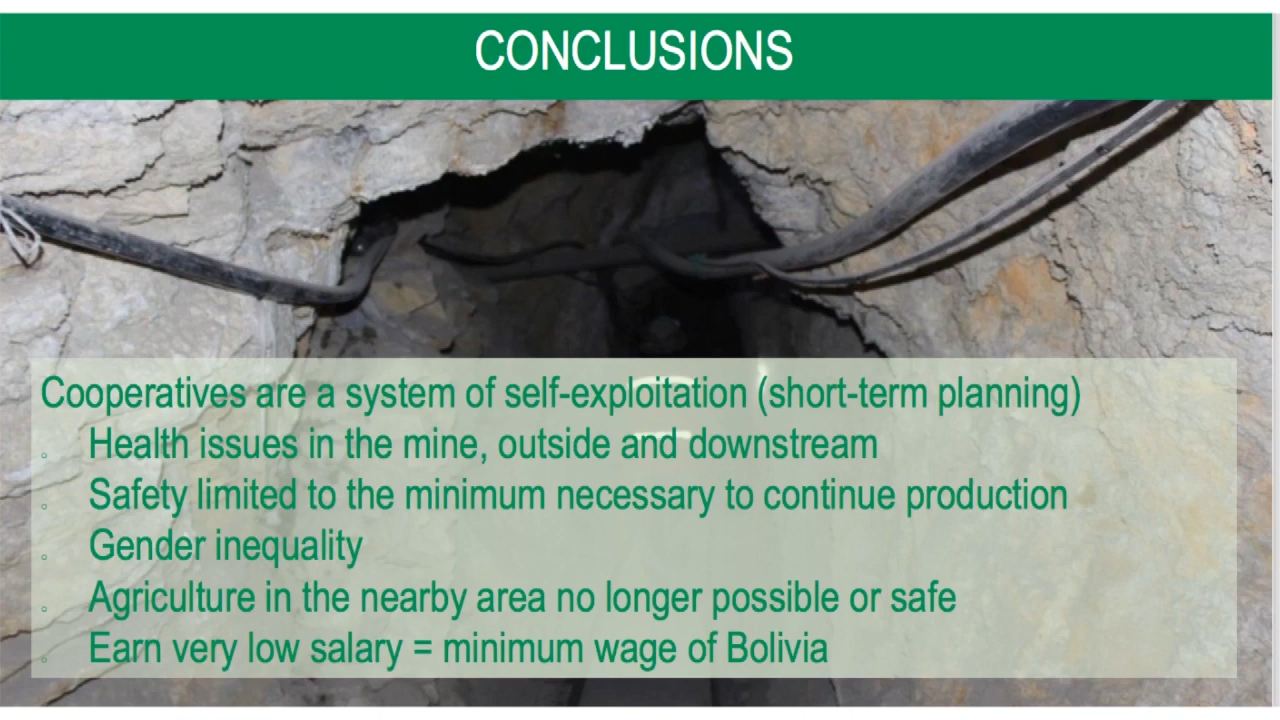 CONCLUSIONS
Cooperatives are a system of self-exploitation (short-term planning)
Health issues in the mine, outside and downstream
Safety limited to the minimum necessary to continue production
Gender inequality
Agriculture in the nearby area no longer possible or safe
Earn very low salary = minimum wage of Bolivia